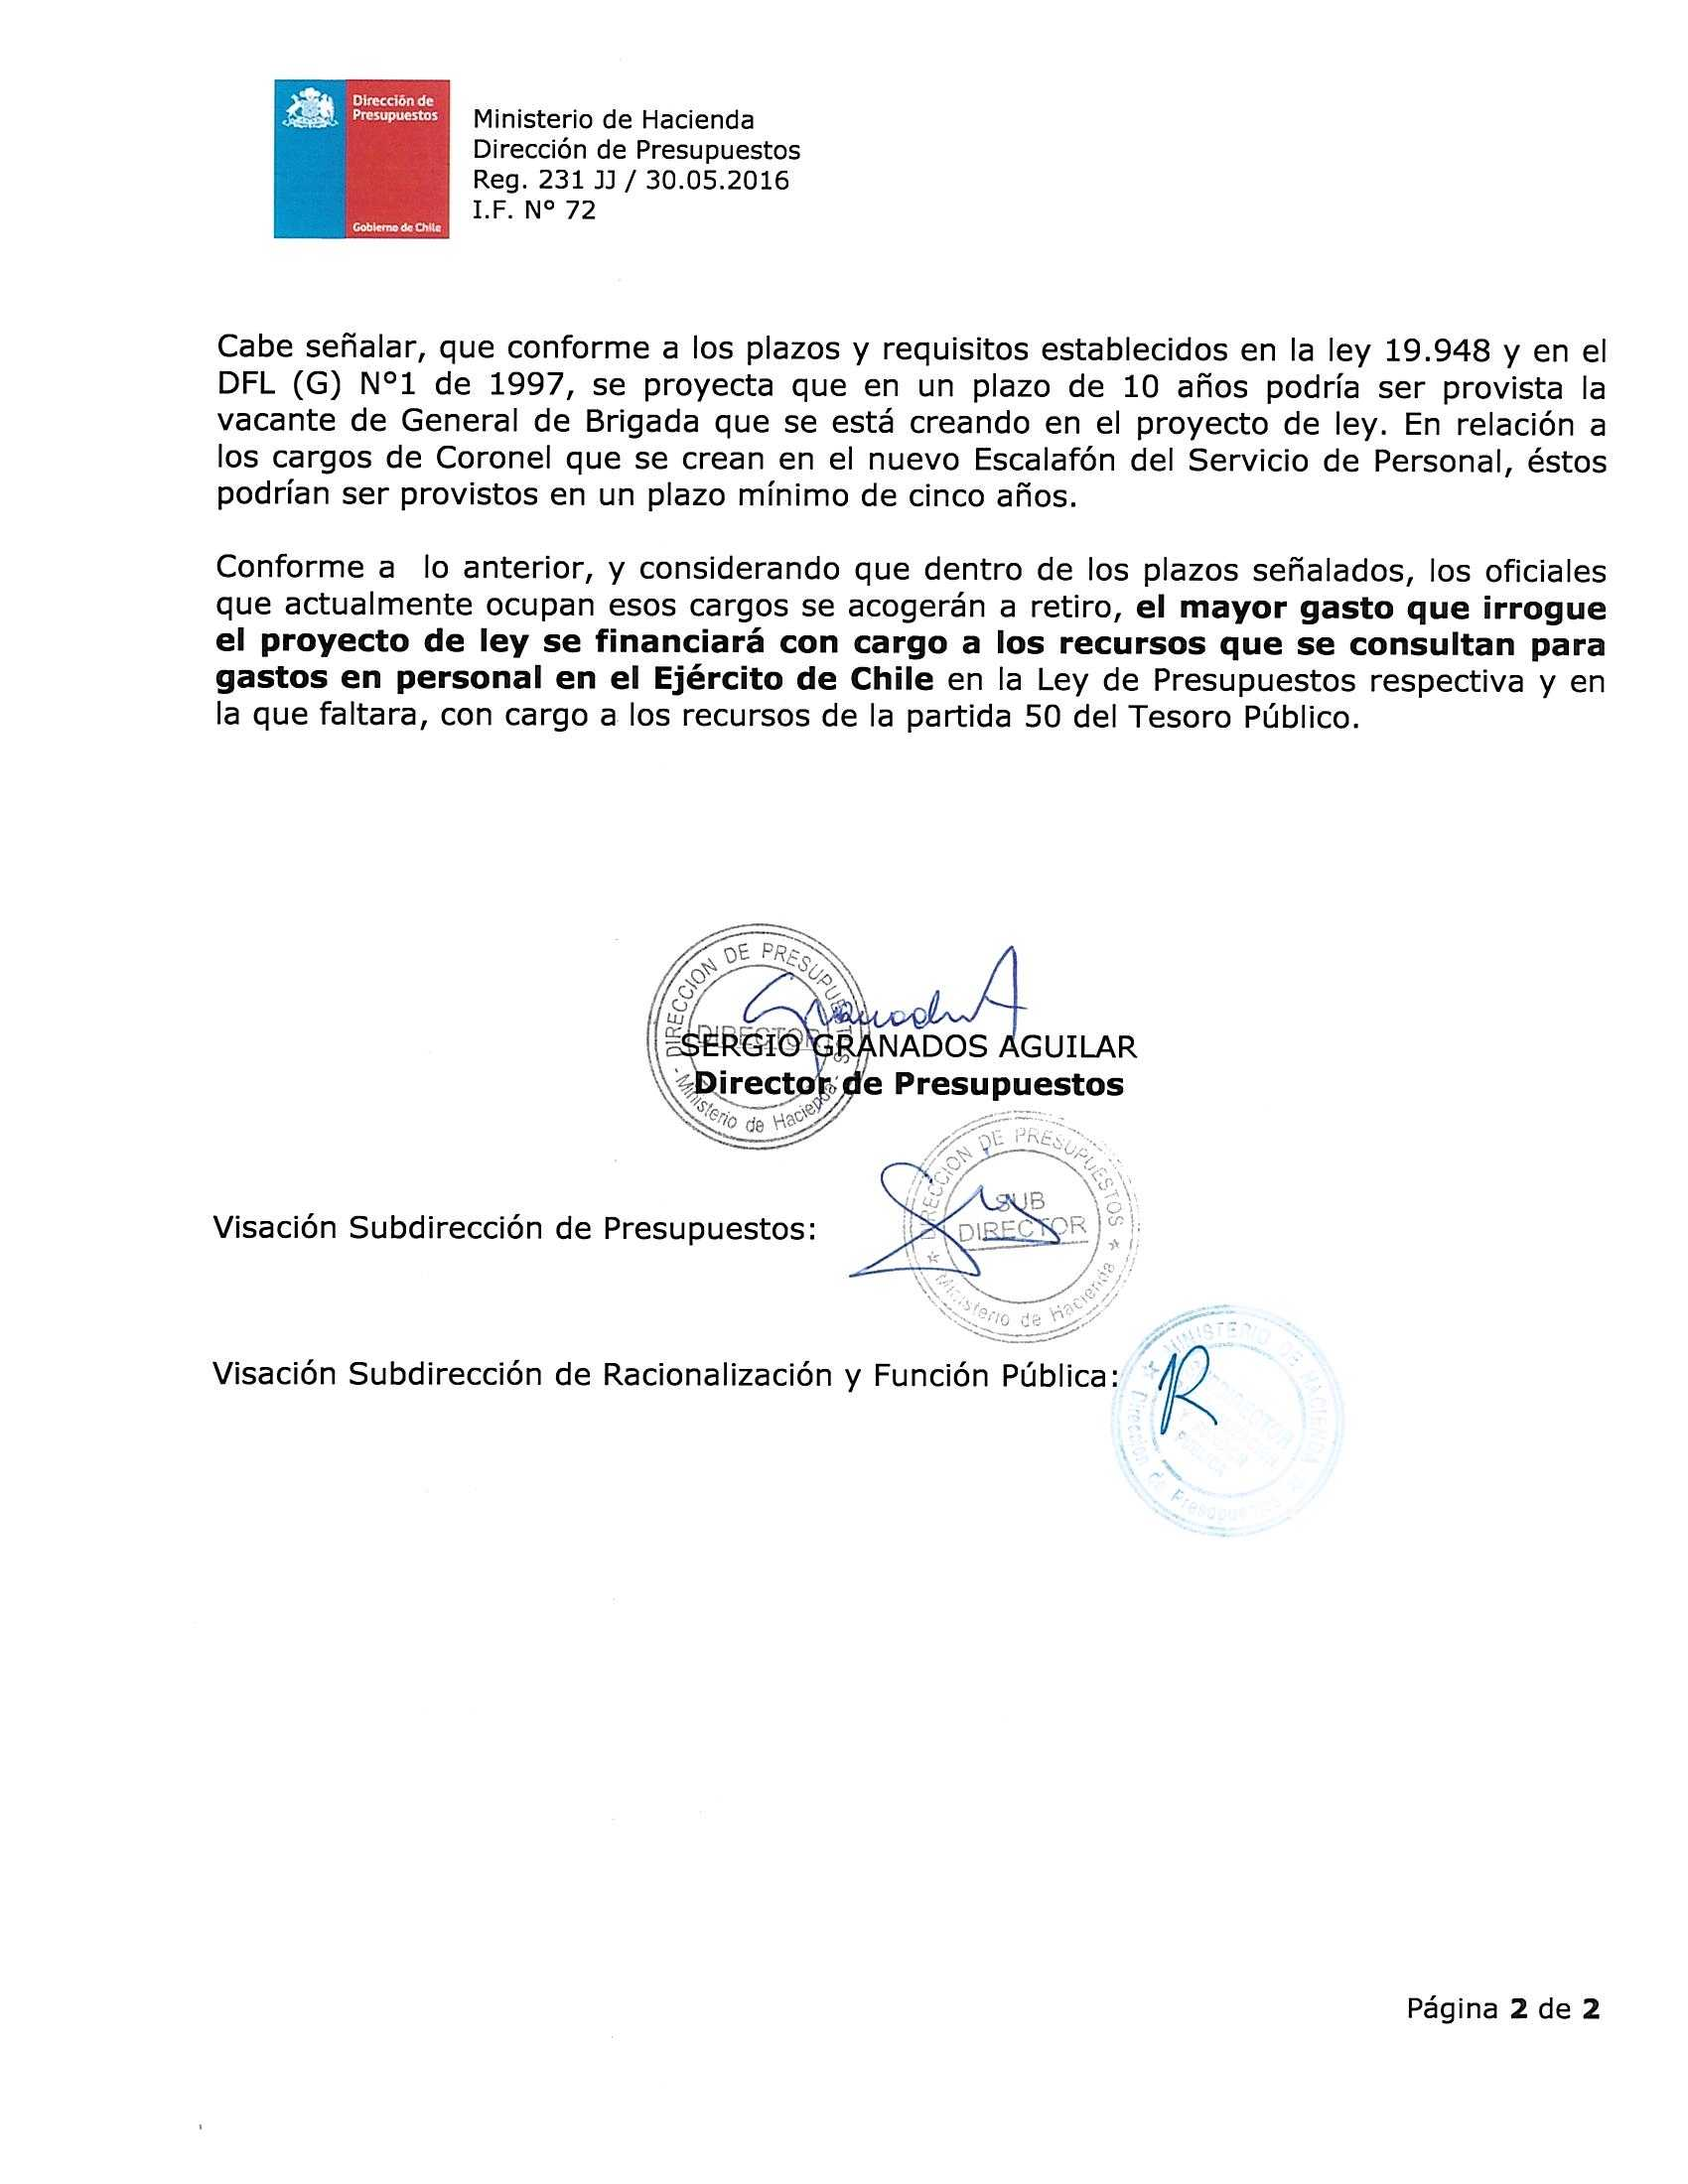 Dirección de
Presupuestos
Gobierno de Chile
Ministerio de Hacienda
Dirección de Presupuestos
Reg. 231 JJ / 30.05.2016
I.F. Nº 72
Cabe señalar, que conforme a los plazos y requisitos establecidos en la ley 19.948 y en el
DFL (G) Nº1 de 1997, se proyecta que en un plazo de 10 años podría ser provista la
vacante de General de Brigada que se está creando en el proyecto de ley. En relación a
los cargos de Coronel que se crean en el nuevo Escalafón del Servicio de Personal, éstos
podrían ser provistos en un plazo mínimo de cinco años.
Conforme a lo anterior, y considerando que dentro de los plazos señalados, los oficiales
que actualmente ocupan esos cargos se acogerán a retiro, el mayor gasto que irrogue
el proyecto de ley se financiará con cargo a los recursos que se consultan para
gastos en personal en el Ejército de Chile en la Ley de Presupuestos respectiva y en
la que faltara, con cargo a los recursos de la partida 50 del Tesoro Público.
DIRECCION DE PRESUPUESTOS
DIRECTOR
- Ministerio de Hacienda -
SERGIO GRANADOS AGUILAR
Director de Presupuestos
DIRECCION DE PRESUPUESTOS
SUB
DIRECTOR
Ministerio de Hacienda
Visación Subdirección de Presupuestos:
Visación Subdirección de Racionalización y Función Pública:
MINISTERIO DE HACIENDA
Dirección de Presupuestos
Página 2 de 2